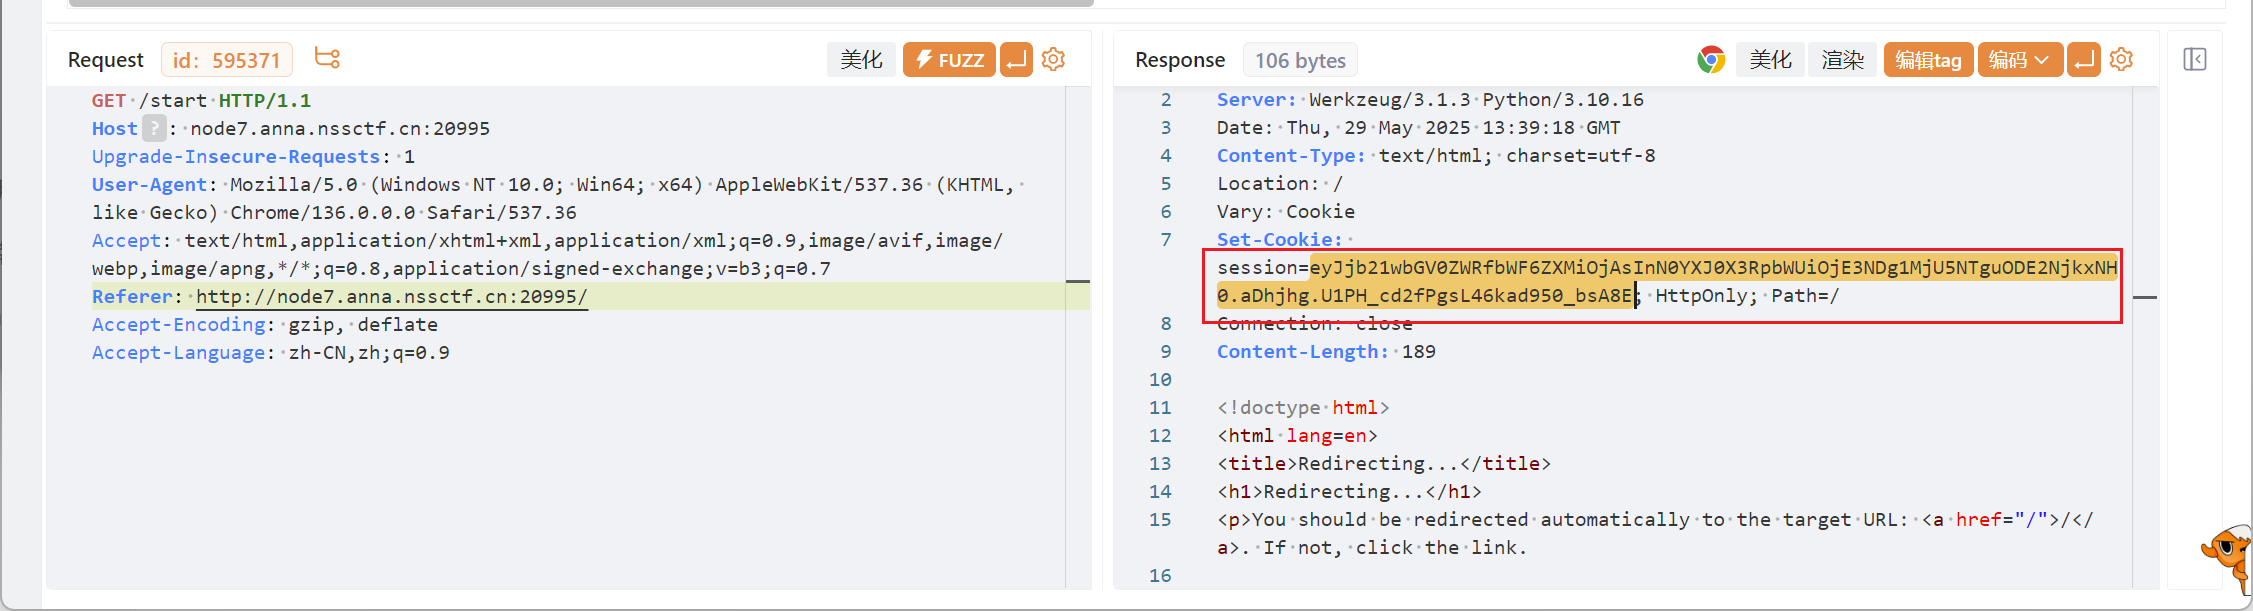 Request id: 595371 美化 FUZZ
GET /start HTTP/1.1
Host ? : node7.anna.nssctf.cn:20995
Upgrade-Insecure-Requests: 1
User-Agent: Mozilla/5.0 (Windows NT 10.0; Win64; x64) AppleWebKit/537.36 (KHTML,
like Gecko) Chrome/136.0.0.0 Safari/537.36
Accept: text/html,application/xhtml+xml,application/xml;q=0.9,image/avif,image/
webp,image/apng,*/*;q=0.8,application/signed-exchange;v=b3;q=0.7
Referer: http://node7.anna.nssctf.cn:20995/
Accept-Encoding: gzip, deflate
Accept-Language: zh-CN,zh;q=0.9
Response 106 bytes 美化 渲染 编辑tag 编码
2 Server: Werkzeug/3.1.3 Python/3.10.16
3 Date: Thu, 29 May 2025 13:39:18 GMT
4 Content-Type: text/html; charset=utf-8
5 Location: /
6 Vary: Cookie
7 Set-Cookie:
session=eyJjb21wbGV0ZWRfbWF6ZXMiOjAsInN0YXJ0X3RpbWUiOjE3NDg1MjU5NTguODE2NjkxNH
0.aDhjhg.U1PH_cd2fPgsL46kad950_bsA8E; HttpOnly; Path=/
8 Connection: close
9 Content-Length: 189
10
11 <!doctype html>
12 <html lang=en>
13 <title>Redirecting...</title>
14 <h1>Redirecting...</h1>
15 <p>You should be redirected automatically to the target URL: <a href="/">/</
a>. If not, click the link.
16